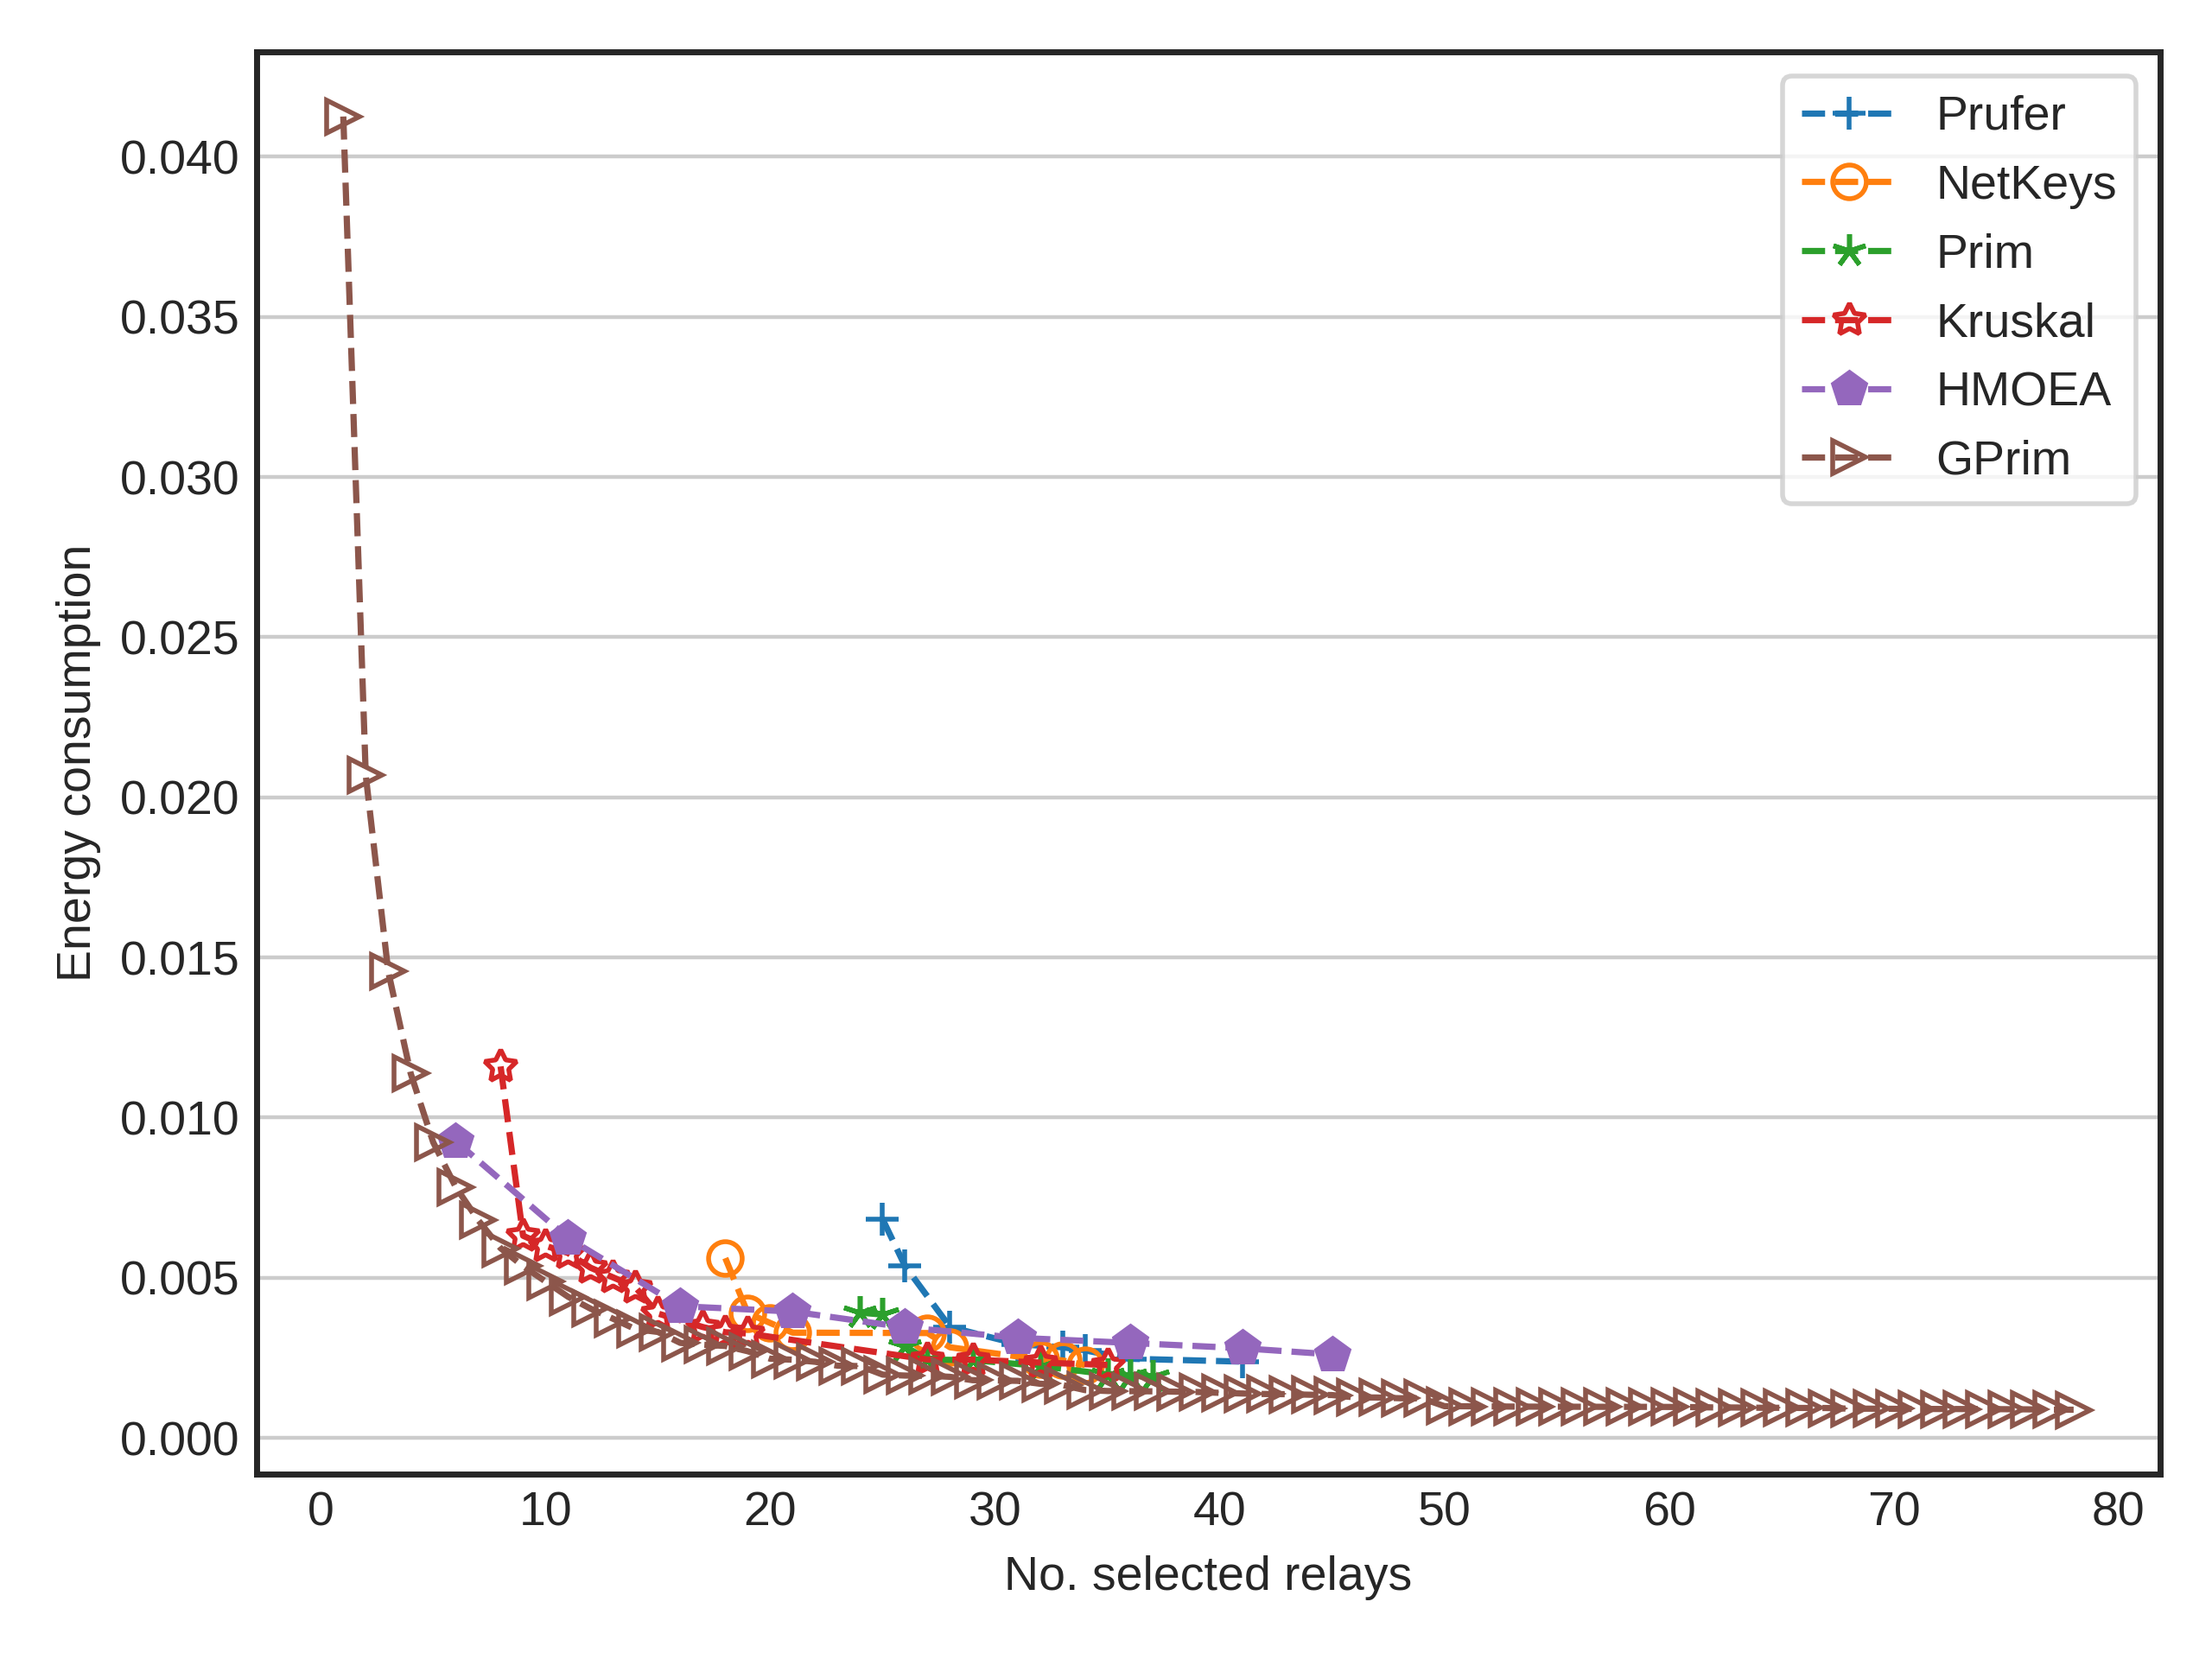 Prufer
NetKeys
Prim
Kruskal
HMOEA
GPrim
Energy consumption
0.040
0.035
0.030
0.025
0.020
0.015
0.010
0.005
0.000
0 10 20 30 40 50 60 70 80
No. selected relays